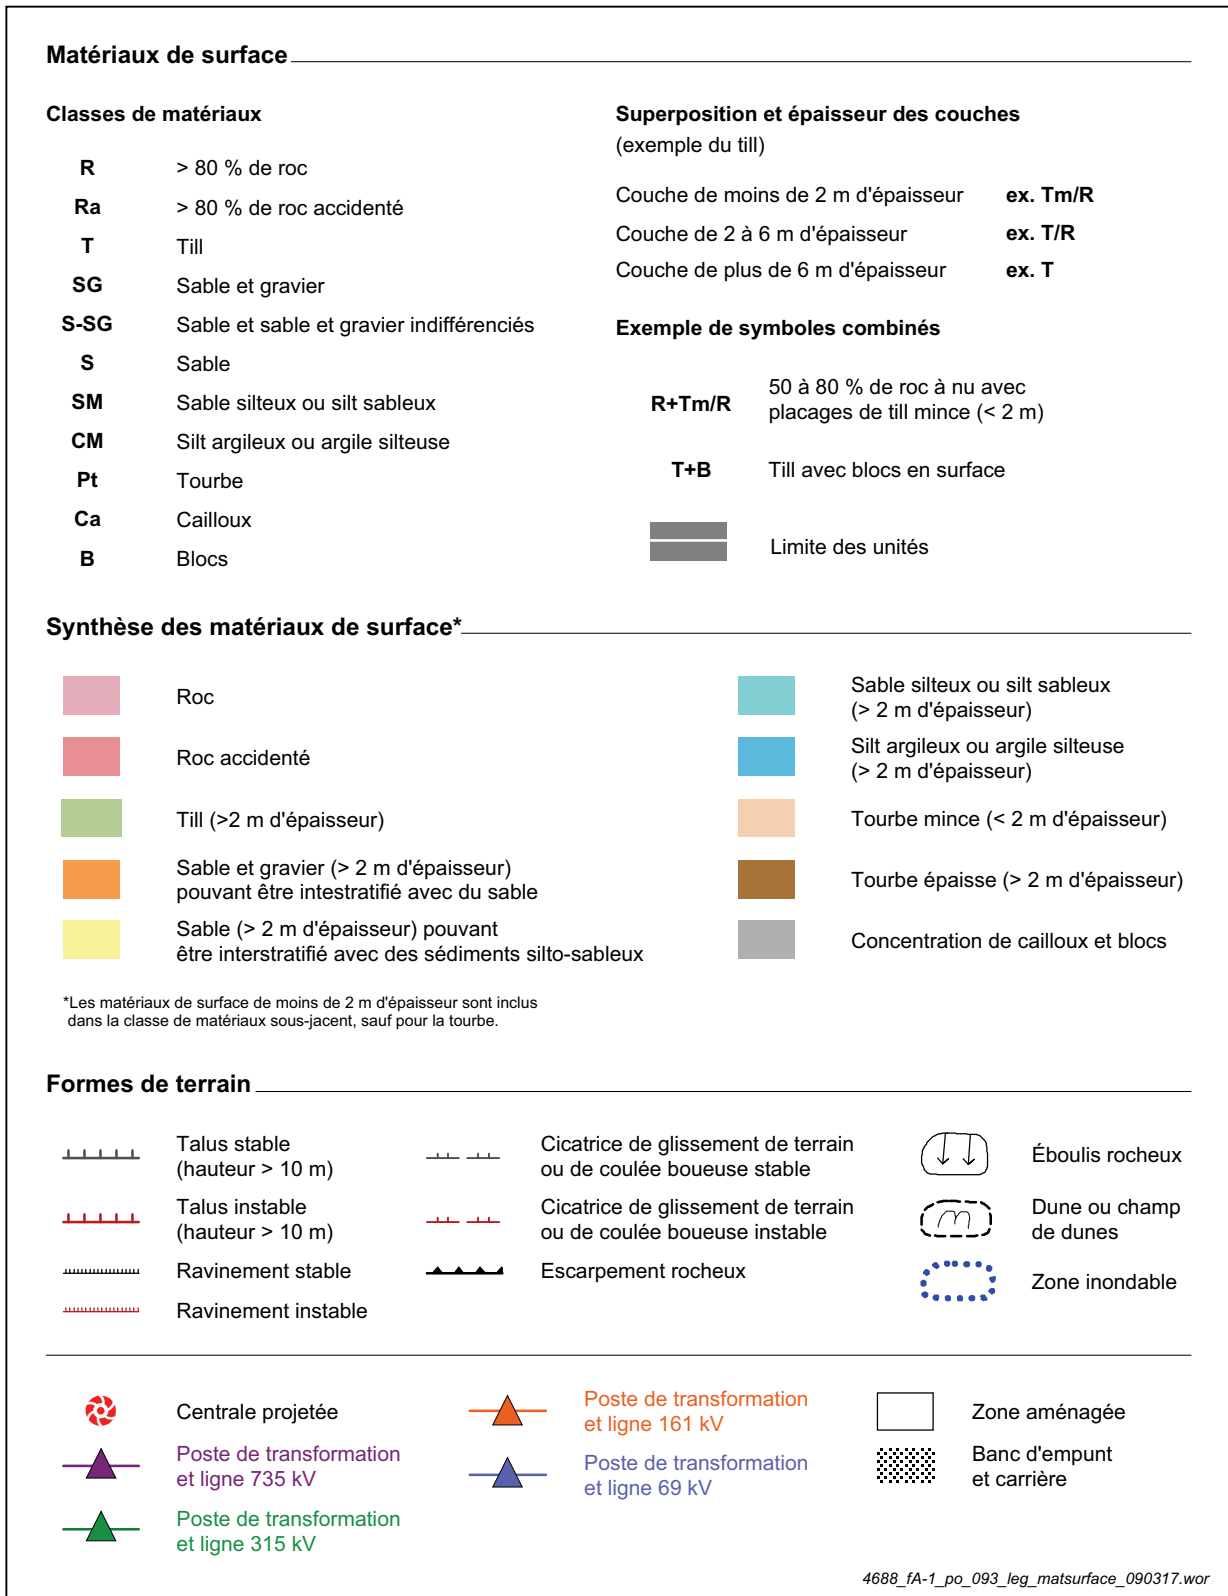 Matériaux de surface
Classes de matériaux
R > 80 % de roc
Ra > 80 % de roc accidenté
T Till
SG Sable et gravier
S-SG Sable et sable et gravier indifférenciés
S Sable
SM Sable silteux ou silt sableux
CM Silt argileux ou argile silteuse
Pt Tourbe
Ca Cailloux
B Blocs
Superposition et épaisseur des couches
(exemple du till)
Couche de moins de 2 m d'épaisseur ex. Tm/R
Couche de 2 à 6 m d'épaisseur ex. T/R
Couche de plus de 6 m d'épaisseur ex. T
Exemple de symboles combinés
R+Tm/R 50 à 80 % de roc à nu avec
placages de till mince (< 2 m)
T+B Till avec blocs en surface
Limite des unités
Synthèse des matériaux de surface*
Roc
Roc accidenté
Till (>2 m d'épaisseur)
Sable et gravier (> 2 m d'épaisseur)
pouvant être intestratifié avec du sable
Sable (> 2 m d'épaisseur) pouvant
être interstratifié avec des sédiments silto-sableux
Sable silteux ou silt sableux
(> 2 m d'épaisseur)
Silt argileux ou argile silteuse
(> 2 m d'épaisseur)
Tourbe mince (< 2 m d'épaisseur)
Tourbe épaisse (> 2 m d'épaisseur)
Concentration de cailloux et blocs
*Les matériaux de surface de moins de 2 m d'épaisseur sont inclus
dans la classe de matériaux sous-jacent, sauf pour la tourbe.
Formes de terrain
Talus stable
(hauteur > 10 m)
Talus instable
(hauteur > 10 m)
Ravinement stable
Ravinement instable
Cicatrice de glissement de terrain
ou de coulée boueuse stable
Cicatrice de glissement de terrain
ou de coulée boueuse instable
Escarpement rocheux
Éboulis rocheux
Dune ou champ
de dunes
Zone inondable
Centrale projetée
Poste de transformation
et ligne 735 kV
Poste de transformation
et ligne 315 kV
Poste de transformation
et ligne 161 kV
Poste de transformation
et ligne 69 kV
Zone aménagée
Banc d'empunt
et carrière
4688_fA-1_po_093_leg_matsurface_090317.wor